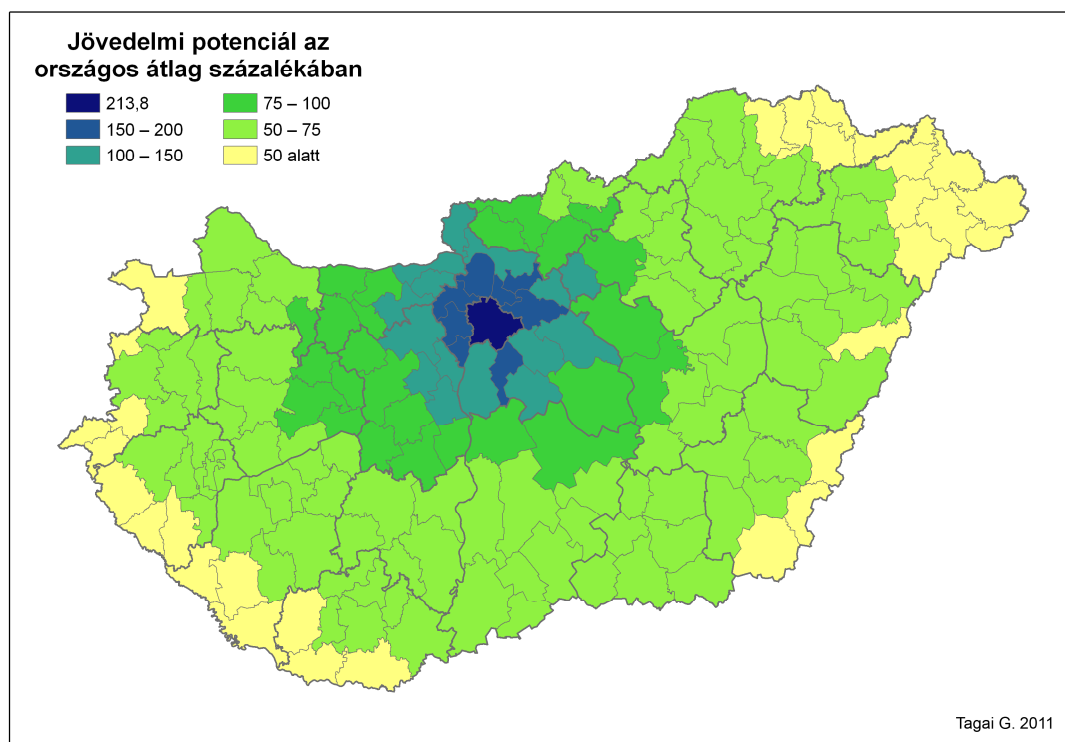 Jövedelmi potenciál az
országos átlag százalékában
213,8
150 – 200
100 – 150
75 – 100
50 – 75
50 alatt
Tagai G. 2011